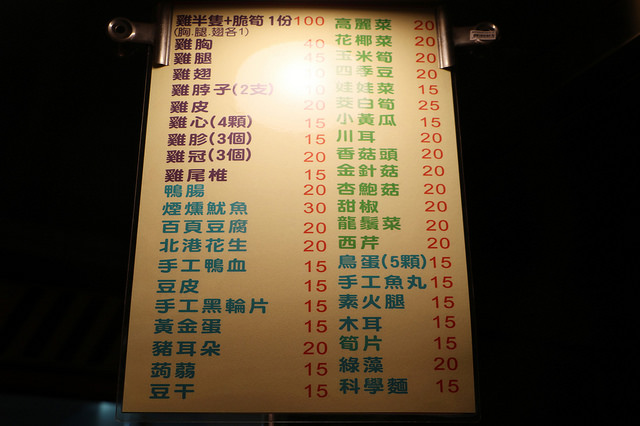 雞半隻+脆筍1份100
(胸.腿.翅各1)
雞胸 40
雞腿 45
雞翅
雞脖子(2支)
雞皮
雞心(4顆) 15
雞胗(3個) 15
雞冠(3個) 20
雞尾椎 15
鴨腸 20
煙燻魷魚 30
百頁豆腐 20
北港花生 20
手工鴨血 15
豆皮 15
手工黑輪片 15
黃金蛋 15
豬耳朵 20
蒟蒻 15
豆干 15
高麗菜 20
花椰菜 20
玉米筍 20
四季豆 20
娃娃菜 15
茭白筍 25
小黃瓜 15
川耳 20
香菇頭 20
金針菇 20
杏鮑菇 20
甜椒 20
龍鬚菜 20
西芹 20
鳥蛋(5顆)15
手工魚丸15
素火腿 15
木耳 15
筍片 15
綠藻 20
科學麵 15